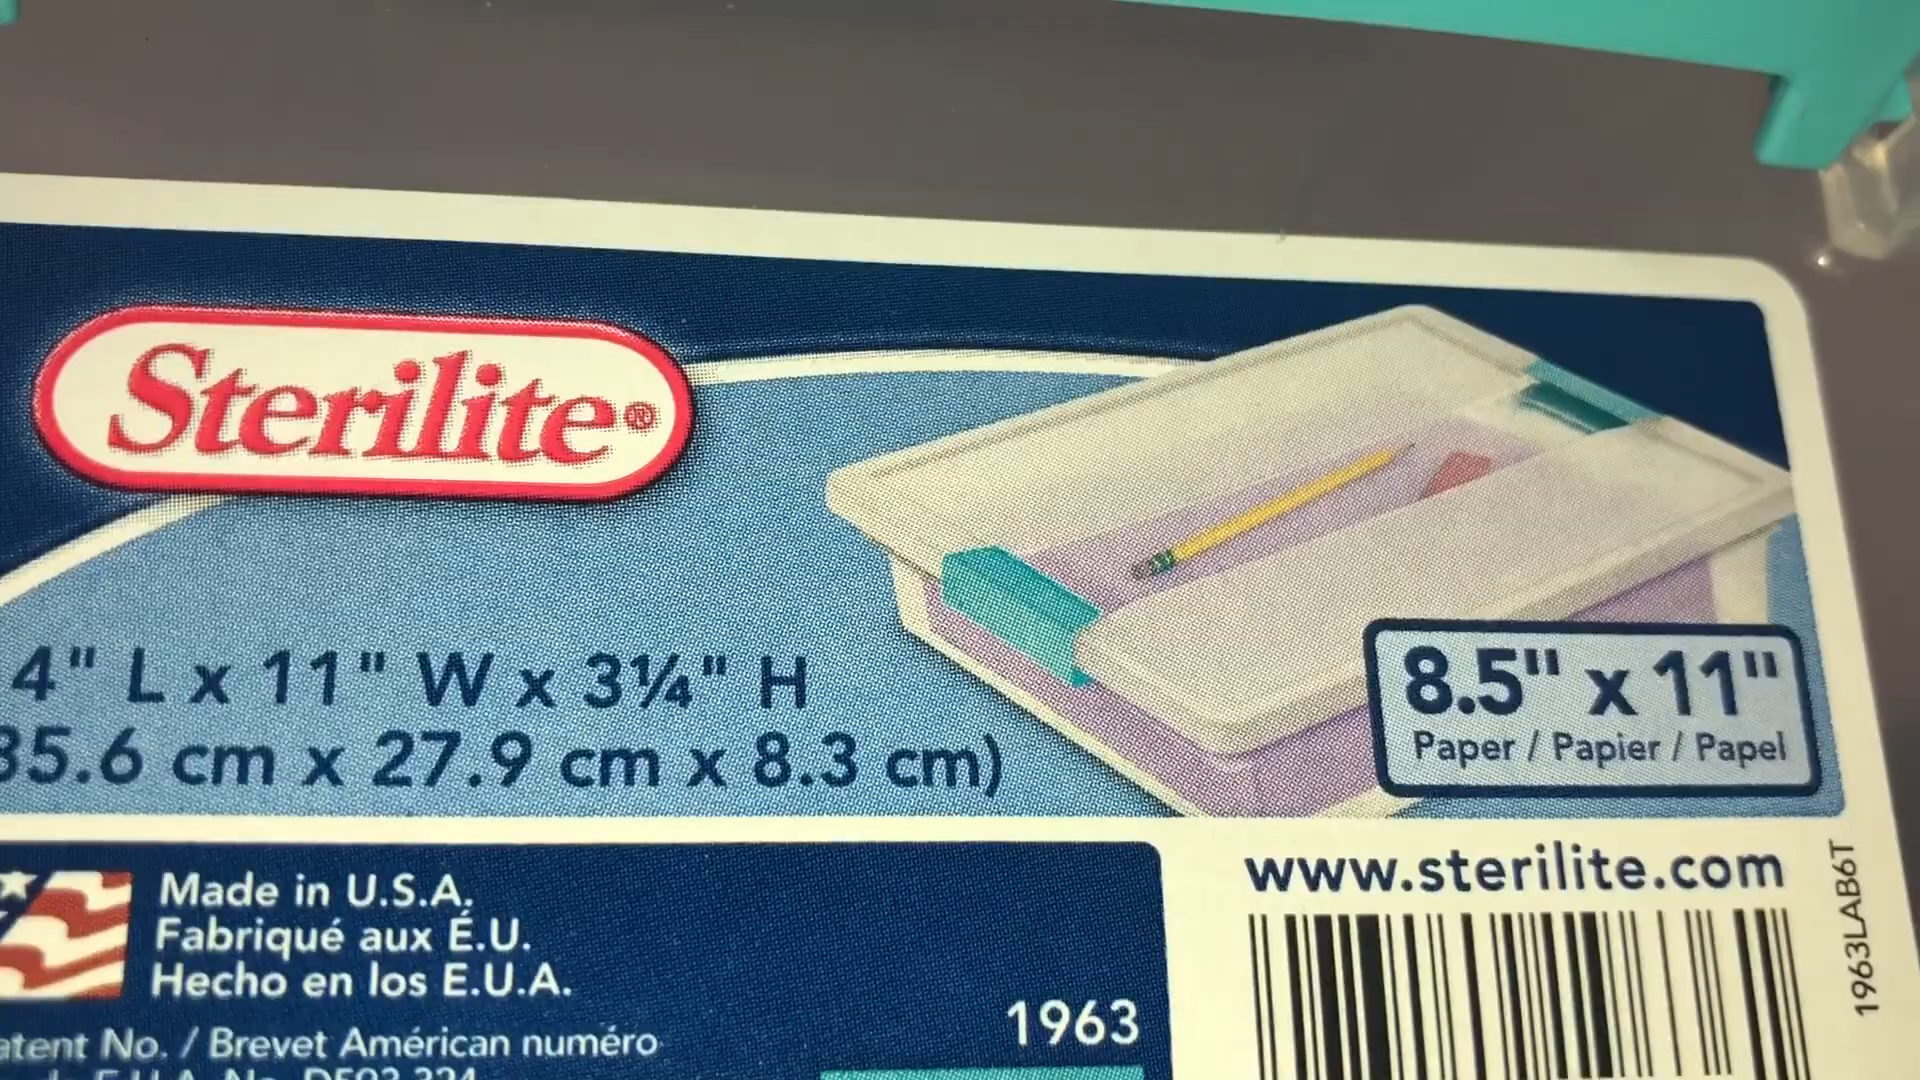 Sterilite®
4" L x 11" W x 3¼" H
35.6 cm x 27.9 cm x 8.3 cm)
8.5" x 11"
Paper / Papier / Papel
www.sterilite.com
1963LAB6T
Made in U.S.A.
Fabriqué aux É.U.
Hecho en los E.U.A.
1963
atent No. / Brevet Américan numéro